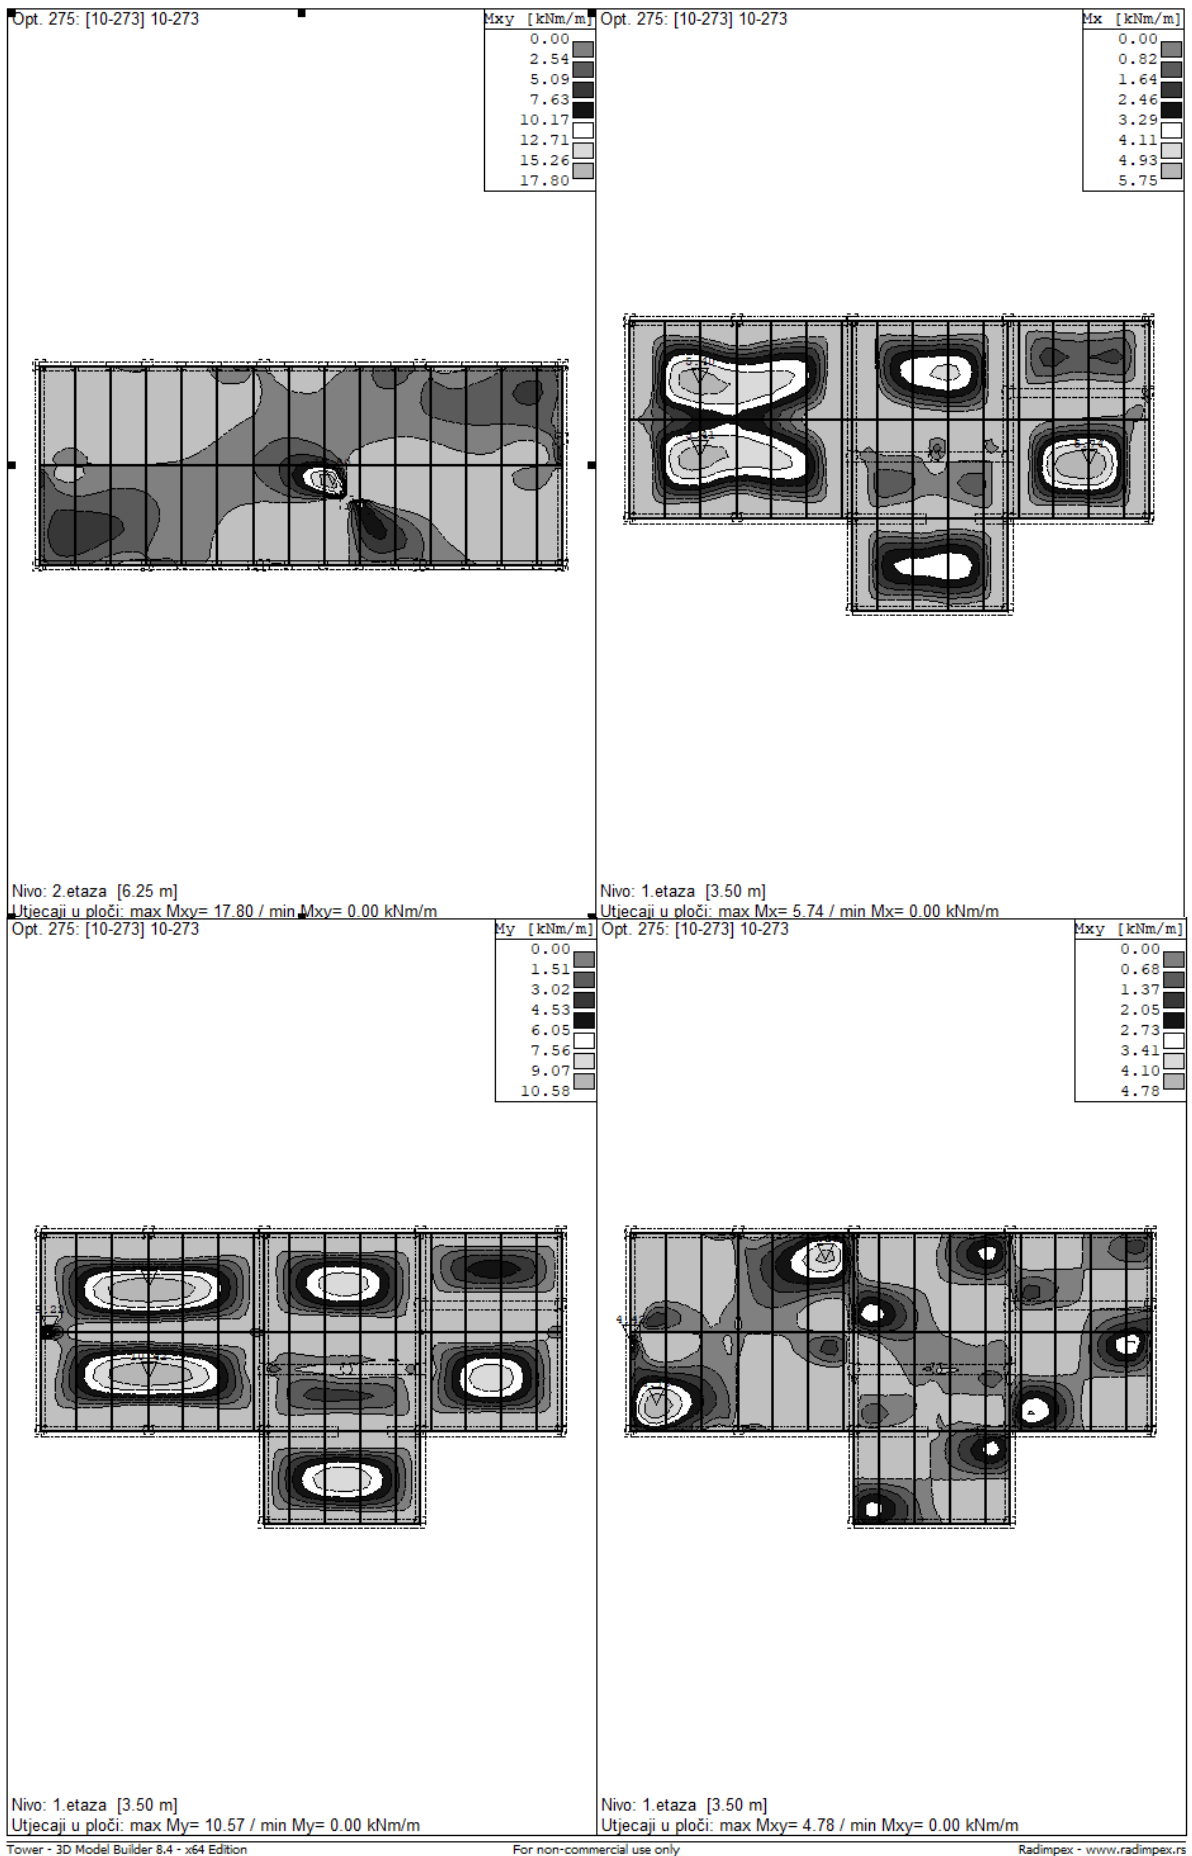 Opt. 275: [10-273] 10-273
Mxy [kNm/m]
0.00
2.54
5.09
7.63
10.17
12.71
15.26
17.80
Nivo: 2.etaza [6.25 m]
Utjecaji u ploči: max Mxy= 17.80 / min Mxy= 0.00 kNm/m
Opt. 275: [10-273] 10-273
Mx [kNm/m]
0.00
0.82
1.64
2.46
3.29
4.11
4.93
5.75
Nivo: 1.etaza [3.50 m]
Utjecaji u ploči: max Mx= 5.74 / min Mx= 0.00 kNm/m
Opt. 275: [10-273] 10-273
My [kNm/m]
0.00
1.51
3.02
4.53
6.05
7.56
9.07
10.58
Nivo: 1.etaza [3.50 m]
Utjecaji u ploči: max My= 10.57 / min My= 0.00 kNm/m
Opt. 275: [10-273] 10-273
Mxy [kNm/m]
0.00
0.68
1.37
2.05
2.73
3.41
4.10
4.78
Nivo: 1.etaza [3.50 m]
Utjecaji u ploči: max Mxy= 4.78 / min Mxy= 0.00 kNm/m
Tower - 3D Model Builder 8.4 - x64 Edition
For non-commercial use only
Radimpex - www.radimpex.rs